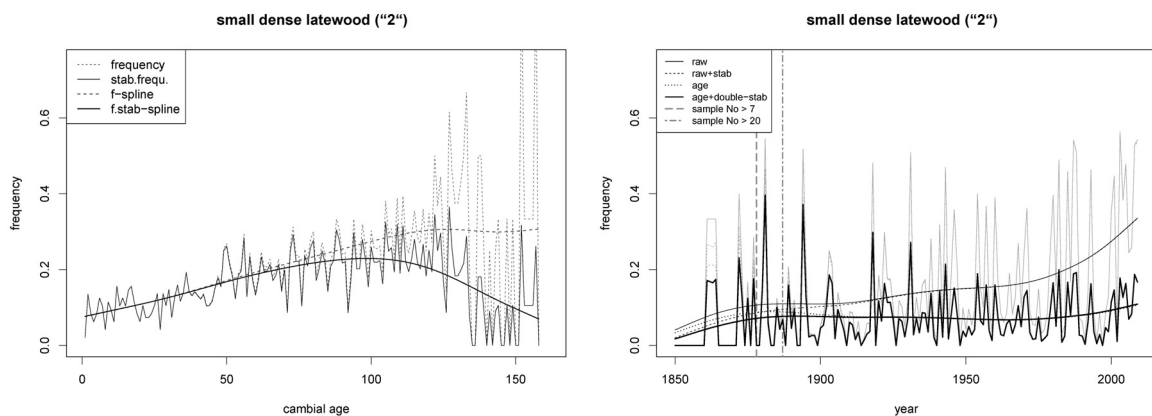 small dense latewood (“2“)
frequency
stab.frequ.
f−spline
f.stab−spline
frequency
0.0
0.2
0.4
0.6
0
50
100
150
cambial age
small dense latewood (“2“)
raw
raw+stab
age
age+double−stab
sample No > 7
sample No > 20
frequency
0.0
0.2
0.4
0.6
1850
1900
1950
2000
year